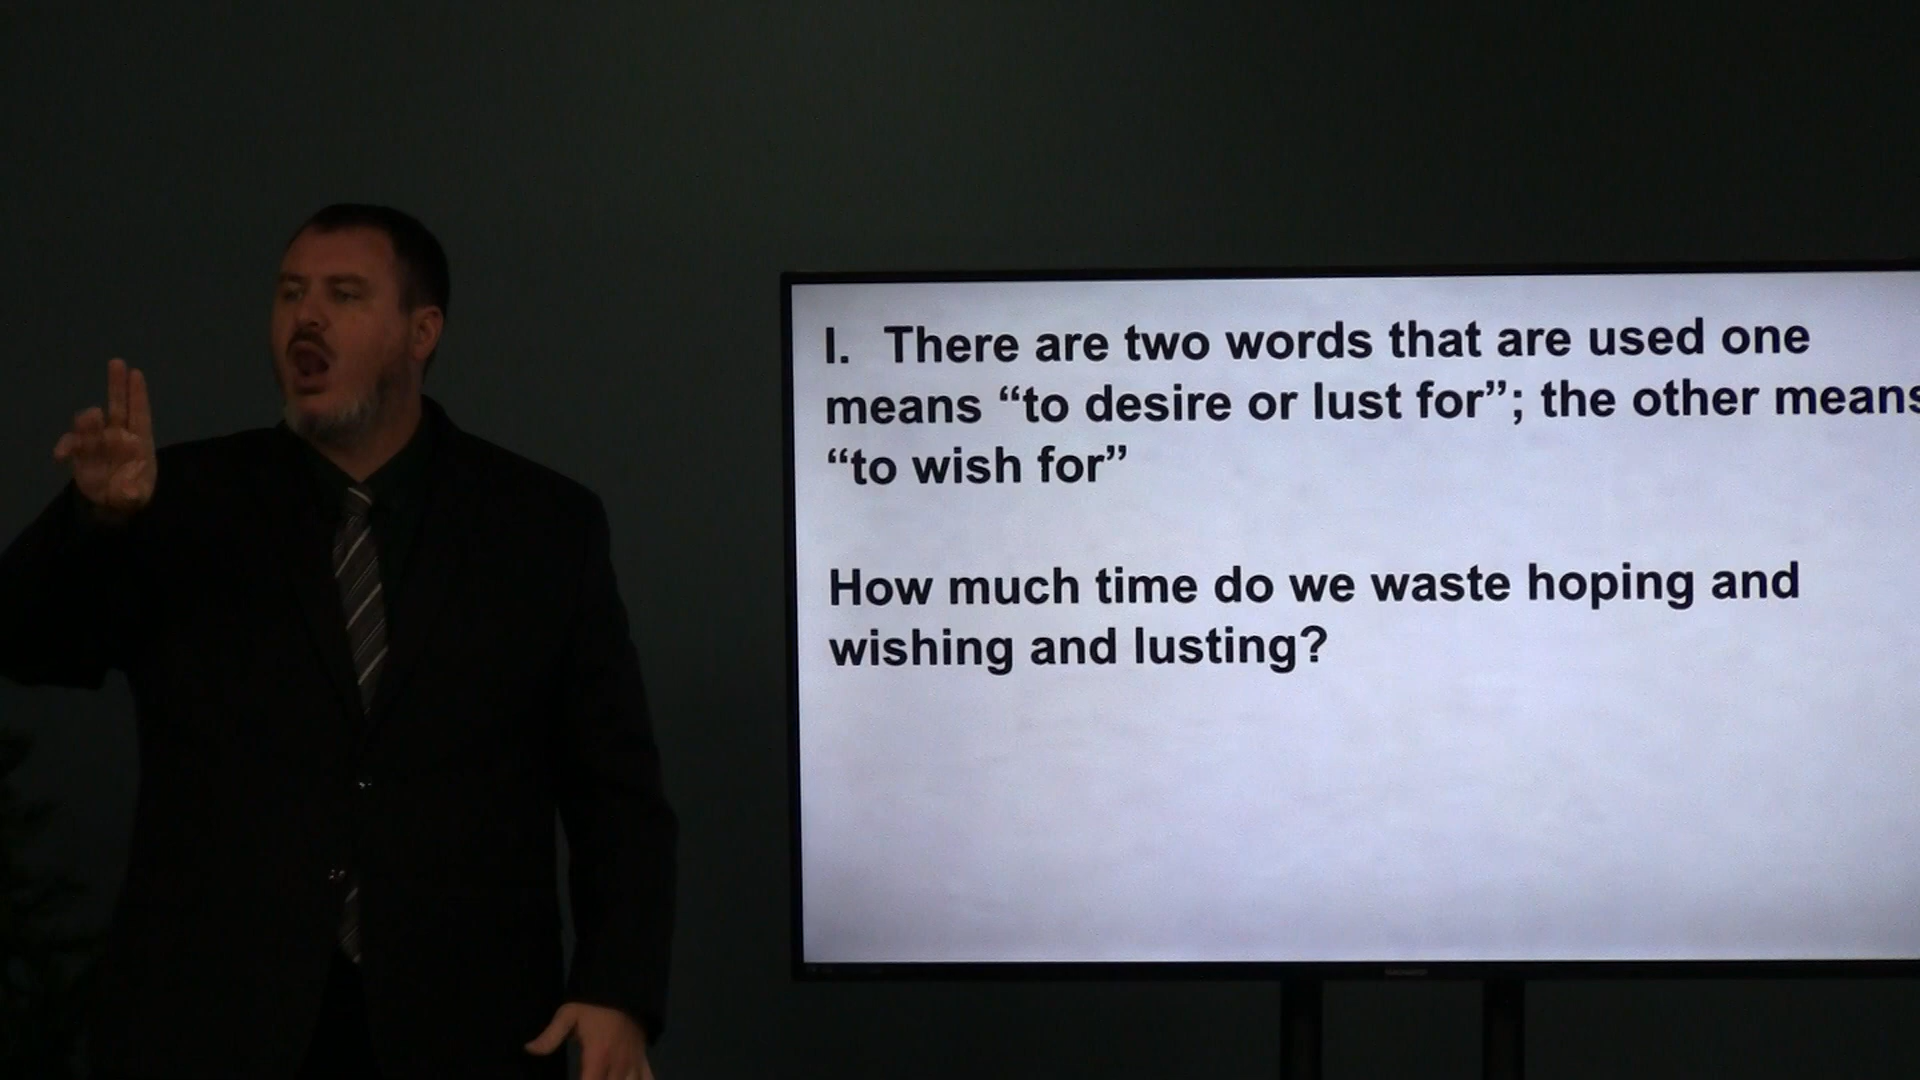 I. There are two words that are used one
means “to desire or lust for”; the other means
“to wish for”
How much time do we waste hoping and
wishing and lusting?